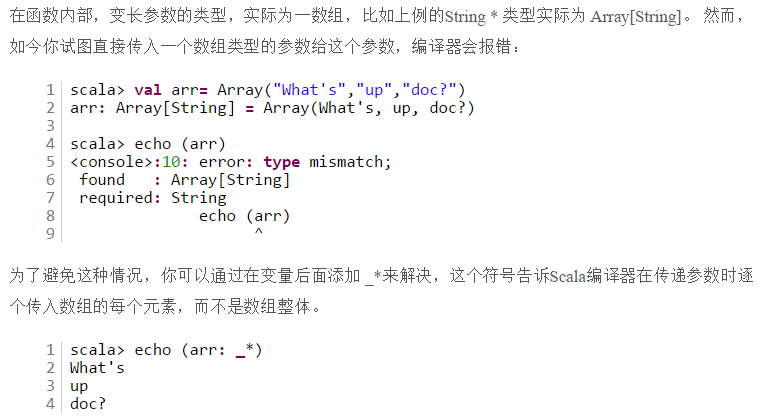 在函数内部，变长参数的类型，实际为一数组，比如上例的String * 类型实际为 Array[String]。 然而，
如今你试图直接传入一个数组类型的参数给这个参数，编译器会报错：
1 scala> val arr= Array("What's","up","doc?")
2 arr: Array[String] = Array(What's, up, doc?)
3
4 scala> echo (arr)
5 <console>:10: error: type mismatch;
6  found   : Array[String]
7  required: String
8               echo (arr)
9                     ^
为了避免这种情况，你可以通过在变量后面添加 _*来解决，这个符号告诉Scala编译器在传递参数时逐
个传入数组的每个元素，而不是数组整体。
1 scala> echo (arr: _*)
2 What's
3 up
4 doc?